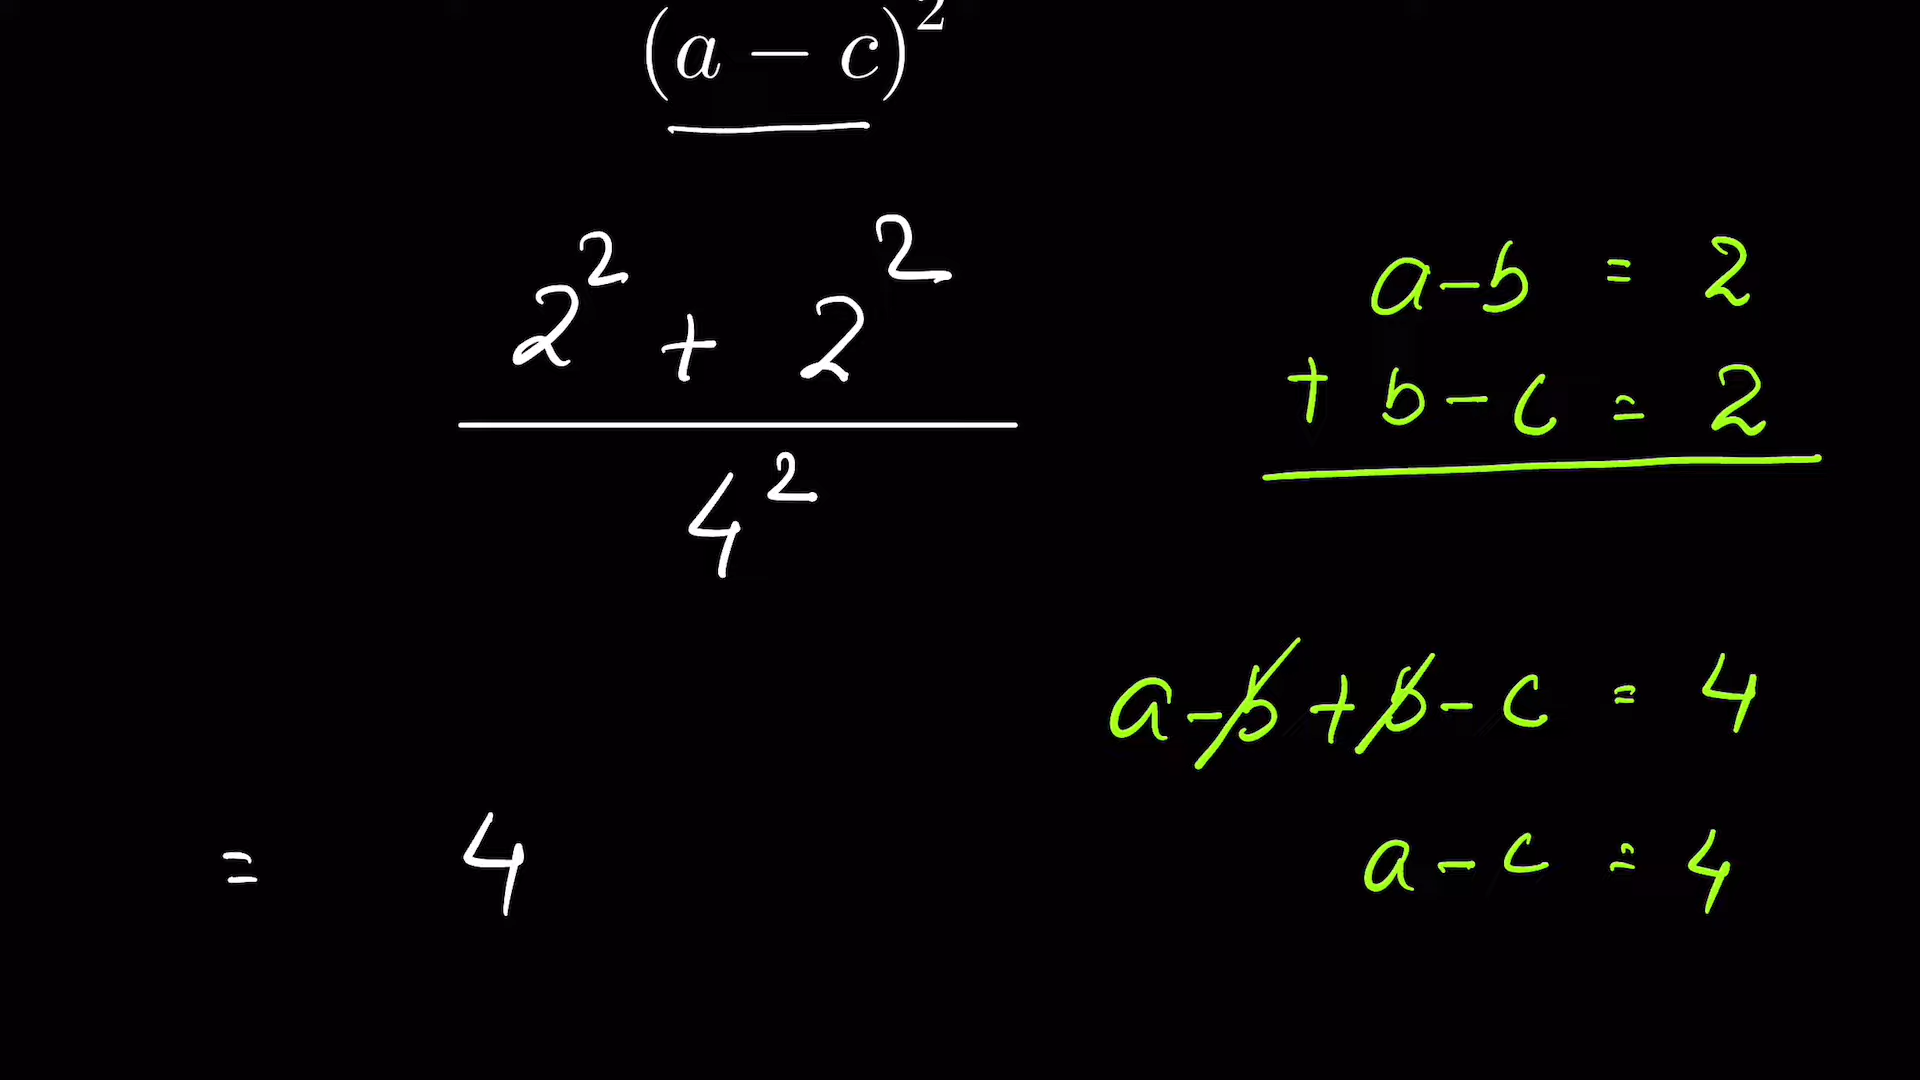 (a − c)²
2² + 2²
4²
= 4
a-b = 2
+ b-c = 2
a-b+b-c = 4
a-c = 4